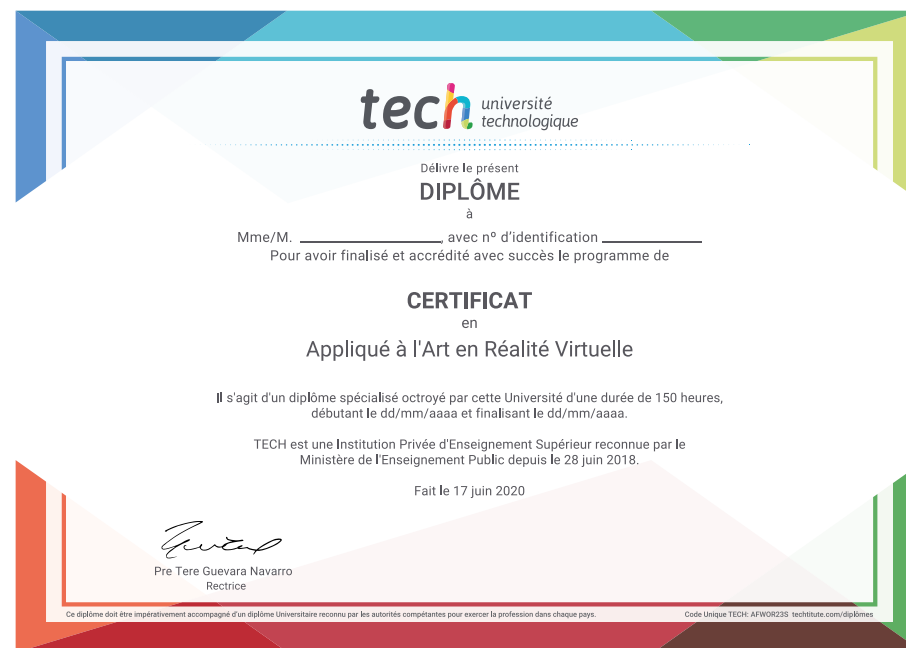 tech université
technologique
Délivre le présent
DIPLÔME
à
Mme/M. ____________________, avec nº d'identification ______________
Pour avoir finalisé et accrédité avec succès le programme de
CERTIFICAT
en
Appliqué à l'Art en Réalité Virtuelle
Il s'agit d'un diplôme spécialisé octroyé par cette Université d'une durée de 150 heures,
débutant le dd/mm/aaaa et finalisant le dd/mm/aaaa.
TECH est une Institution Privée d'Enseignement Supérieur reconnue par le
Ministère de l'Enseignement Public depuis le 28 juin 2018.
Fait le 17 juin 2020
Pre Tere Guevara Navarro
Rectrice
Ce diplôme doit être impérativement accompagné d'un diplôme Universitaire reconnu par les autorités compétantes pour exercer la profession dans chaque pays.
Code Unique TECH: AFWOR23S techtitute.com/diplômes